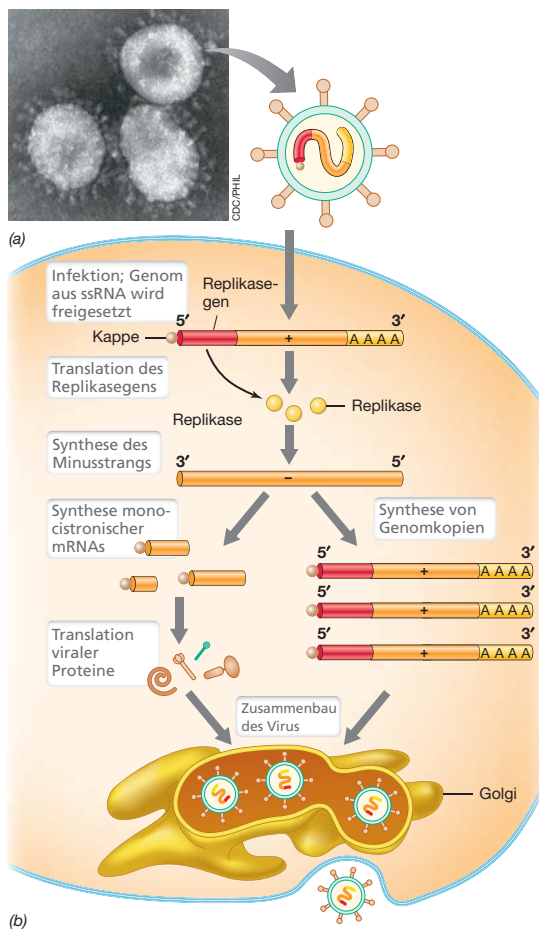 CDC/PHIL
(a)
Infektion; Genom
aus ssRNA wird
freigesetzt
Replikase-
gen
5′
3′
Kappe
+
A A A A
Translation des
Replikasegens
Replikase
Replikase
Synthese des
Minusstrangs
3′
5′
–
Synthese mono-
cistronischer
mRNAs
Synthese von
Genomkopien
5′
3′
+
A A A A
5′
3′
+
A A A A
5′
3′
+
A A A A
Translation
viraler
Proteine
Zusammenbau
des Virus
Golgi
(b)